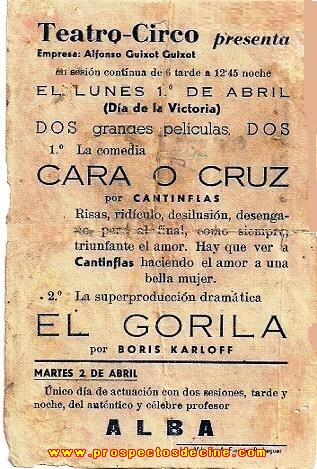 Teatro-Circo presenta
Empresa: Alfonso Guixot Guixot
en sesión continua de 6 tarde a 12'45 noche
EL LUNES 1.º DE ABRIL
(Día de la Victoria)
DOS grandes películas, DOS
1.º La comedia
CARA O CRUZ
por CANTINFLAS
Risas, ridículo, desilusión, desenga-
no, pero al final, como siempre,
triunfante el amor. Hay que ver a
Cantinflas haciendo el amor a una
bella mujer.
2.º La superproducción dramática
EL GORILA
por BORIS KARLOFF
MARTES 2 DE ABRIL
Único día de actuación con dos sesiones, tarde y
noche, del auténtico y célebre profesor
ALBA
www.prospectosdecine.com